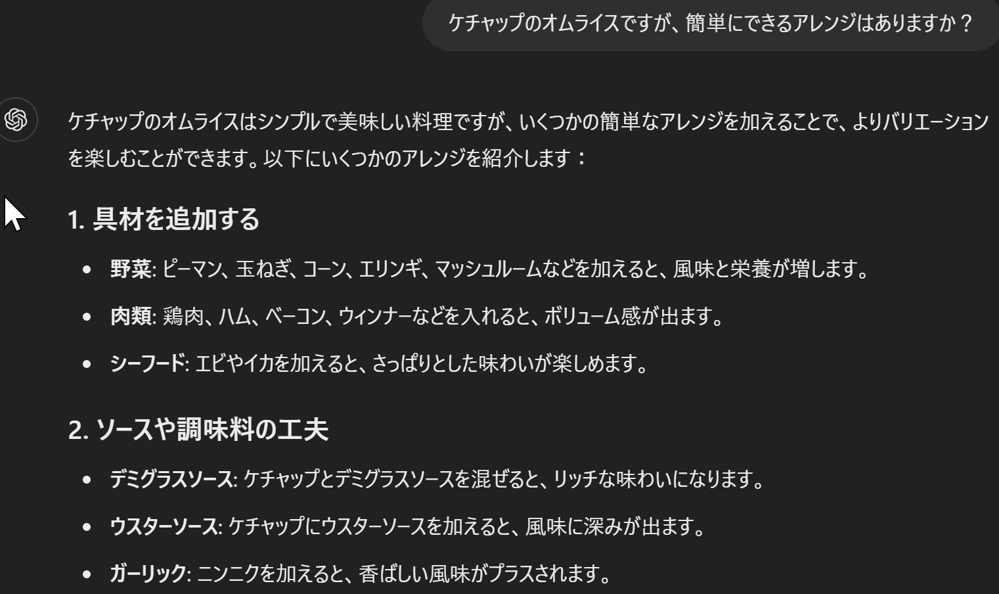 ケチャップのオムライスですが、簡単にできるアレンジはありますか？
ケチャップのオムライスはシンプルで美味しい料理ですが、いくつかの簡単なアレンジを加えることで、よりバリエーション
を楽しむことができます。以下にいくつかのアレンジを紹介します：
1. 具材を追加する
• 野菜: ピーマン、玉ねぎ、コーン、エリンギ、マッシュルームなどを加えると、風味と栄養が増します。
• 肉類: 鶏肉、ハム、ベーコン、ウィンナーなどを入れると、ボリューム感が出ます。
• シーフード: エビやイカを加えると、さっぱりとした味わいが楽しめます。
2. ソースや調味料の工夫
• デミグラスソース: ケチャップとデミグラスソースを混ぜると、リッチな味わいになります。
• ウスターソース: ケチャップにウスターソースを加えると、風味に深みが出ます。
• ガーリック: ニンニクを加えると、香ばしい風味がプラスされます。